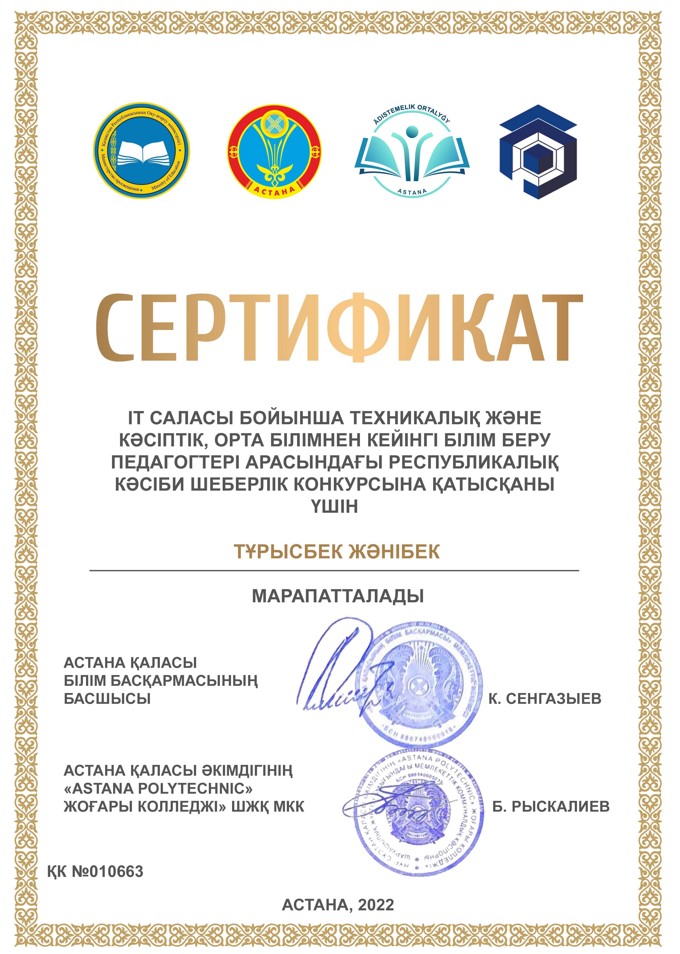 АСТАНА
ÁDISTEMELIK ORTALYǴY
ASTANA
СЕРТИФИКАТ
ІТ САЛАСЫ БОЙЫНША ТЕХНИКАЛЫҚ ЖӘНЕ
КӘСІПТІК, ОРТА БІЛІМНЕН КЕЙІНГІ БІЛІМ БЕРУ
ПЕДАГОГТЕРІ АРАСЫНДАҒЫ РЕСПУБЛИКАЛЫҚ
КӘСІБИ ШЕБЕРЛІК КОНКУРСЫНА ҚАТЫСҚАНЫ
ҮШІН
ТҰРЫСБЕК ЖӘНІБЕК
МАРАПАТТАЛАДЫ
АСТАНА ҚАЛАСЫ
БІЛІМ БАСҚАРМАСЫНЫҢ
БАСШЫСЫ
К. СЕНГАЗЫЕВ
АСТАНА ҚАЛАСЫ ӘКІМДІГІНІҢ
«ASTANA POLYTECHNIC»
ЖОҒАРЫ КОЛЛЕДЖІ» ШЖҚ МКК
Б. РЫСКАЛИЕВ
ҚК №010663
АСТАНА, 2022